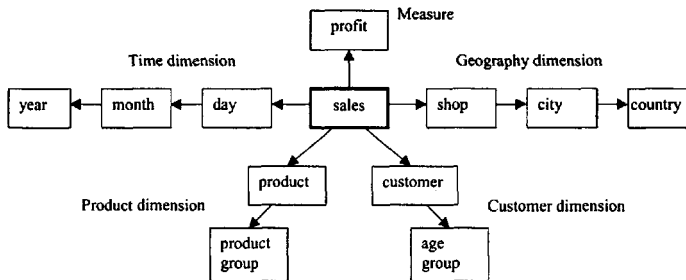 Measure
profit
Time dimension
Geography dimension
year
month
day
sales
shop
city
country
product
customer
Product dimension
Customer dimension
product
group
age
group